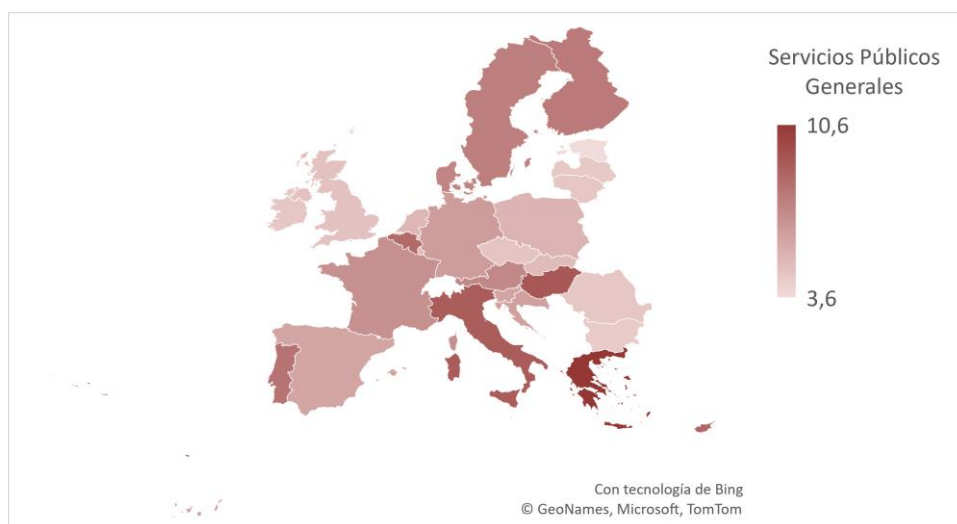 Servicios Públicos
Generales
10,6
3,6
Con tecnología de Bing
© GeoNames, Microsoft, TomTom